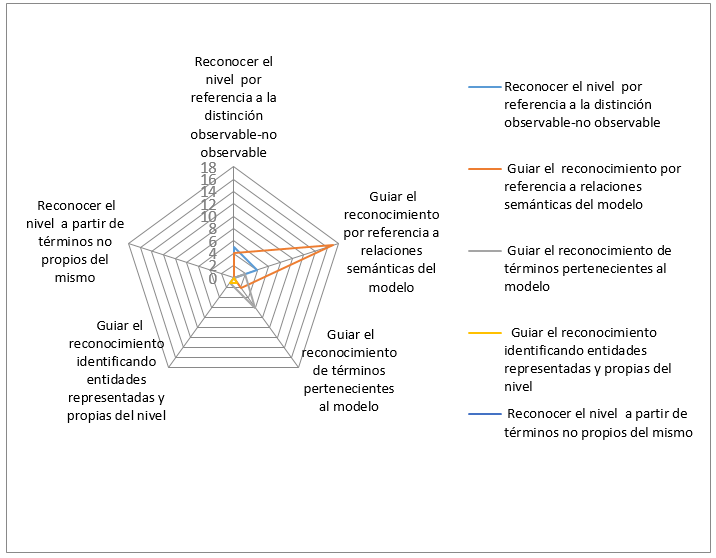 Reconocer el
nivel por
referencia a la
distinción
observable-no
observable
18
16
14
12
10
8
6
4
2
0
Guiar el
reconocimiento
por referencia a
relaciones
semánticas del
modelo
Guiar el
reconocimiento
de términos
pertenecientes
al modelo
Guiar el
reconocimiento
identificando
entidades
representadas y
propias del nivel
Reconocer el
nivel a partir de
términos no
propios del
mismo
Reconocer el nivel por
referencia a la distinción
observable-no observable
Guiar el reconocimiento por
referencia a relaciones
semánticas del modelo
Guiar el reconocimiento de
términos pertenecientes al
modelo
Guiar el reconocimiento
identificando entidades
representadas y propias del
nivel
Reconocer el nivel a partir de
términos no propios del mismo